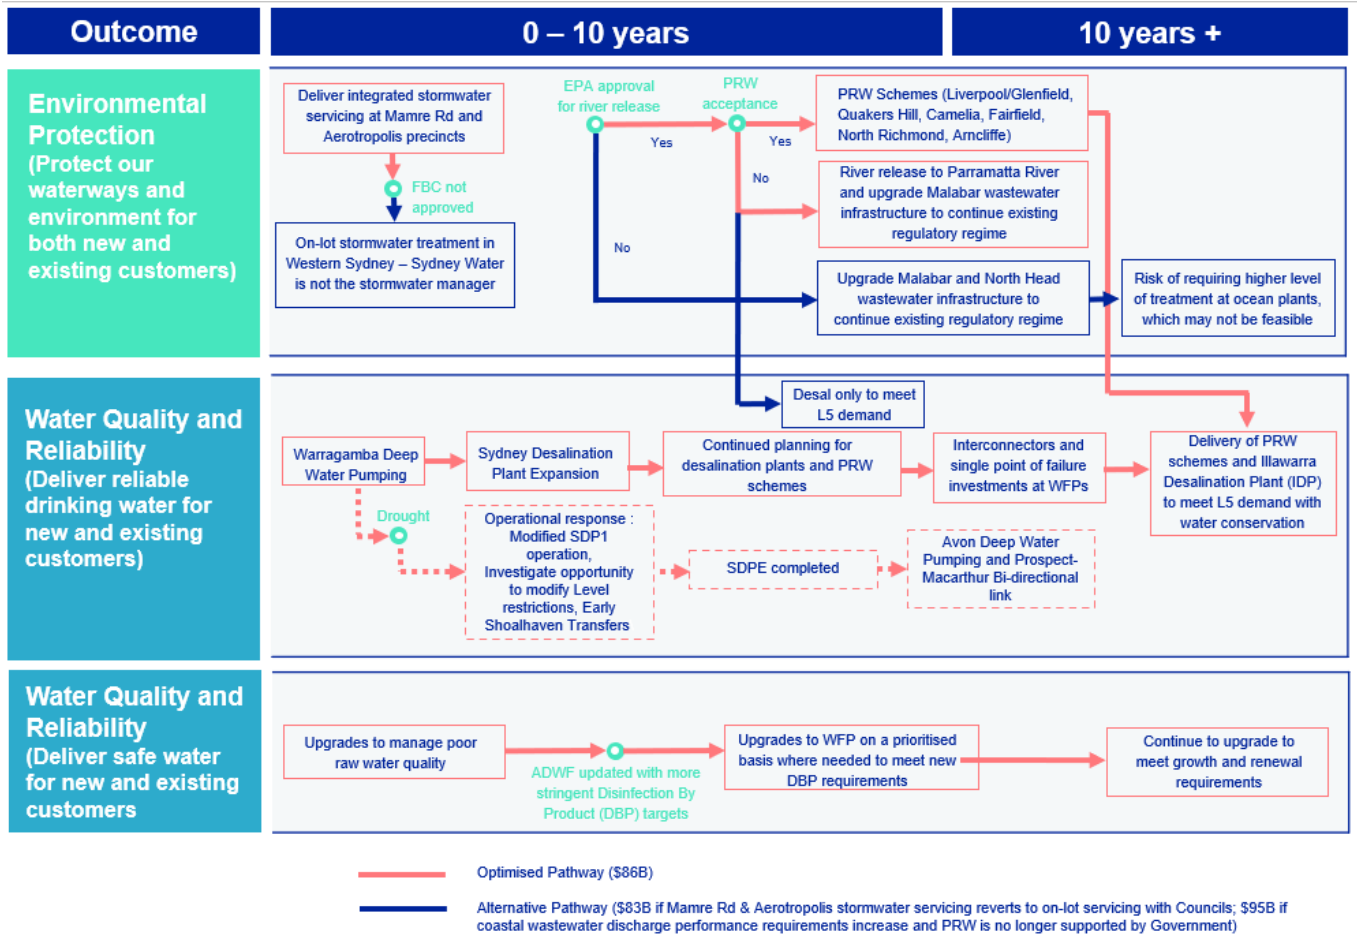 Outcome
0 – 10 years
10 years +
Environmental
Protection
(Protect our
waterways and
environment for
both new and
existing customers)
Deliver integrated stormwater
servicing at Mamre Rd and
Aerotropolis precincts
FBC not
approved
On-lot stormwater treatment in
Western Sydney – Sydney Water
is not the stormwater manager
EPA approval
for river release
Yes
No
PRW
acceptance
Yes
No
PRW Schemes (Liverpool/Glenfield,
Quakers Hill, Camelia, Fairfield,
North Richmond, Arncliffe)
River release to Parramatta River
and upgrade Malabar wastewater
infrastructure to continue existing
regulatory regime
Upgrade Malabar and North Head
wastewater infrastructure to
continue existing regulatory regime
Risk of requiring higher level
of treatment at ocean plants,
which may not be feasible
Water Quality and
Reliability
(Deliver reliable
drinking water for
new and existing
customers)
Desal only to meet
L5 demand
Warragamba Deep
Water Pumping
Sydney Desalination
Plant Expansion
Continued planning for
desalination plants and PRW
schemes
Interconnectors and
single point of failure
investments at WFPs
Delivery of PRW
schemes and Illawarra
Desalination Plant (IDP)
to meet L5 demand with
water conservation
Drought
Operational response :
Modified SDP1
operation,
Investigate opportunity
to modify Level
restrictions, Early
Shoalhaven Transfers
SDPE completed
Avon Deep Water
Pumping and Prospect-
Macarthur Bi-directional
link
Water Quality and
Reliability
(Deliver safe water
for new and existing
customers
Upgrades to manage poor
raw water quality
ADWF updated with more
stringent Disinfection By
Product (DBP) targets
Upgrades to WFP on a prioritised
basis where needed to meet new
DBP requirements
Continue to upgrade to
meet growth and renewal
requirements
Optimised Pathway ($86B)
Alternative Pathway ($83B if Mamre Rd & Aerotropolis stormwater servicing reverts to on-lot servicing with Councils; $95B if
coastal wastewater discharge performance requirements increase and PRW is no longer supported by Government)